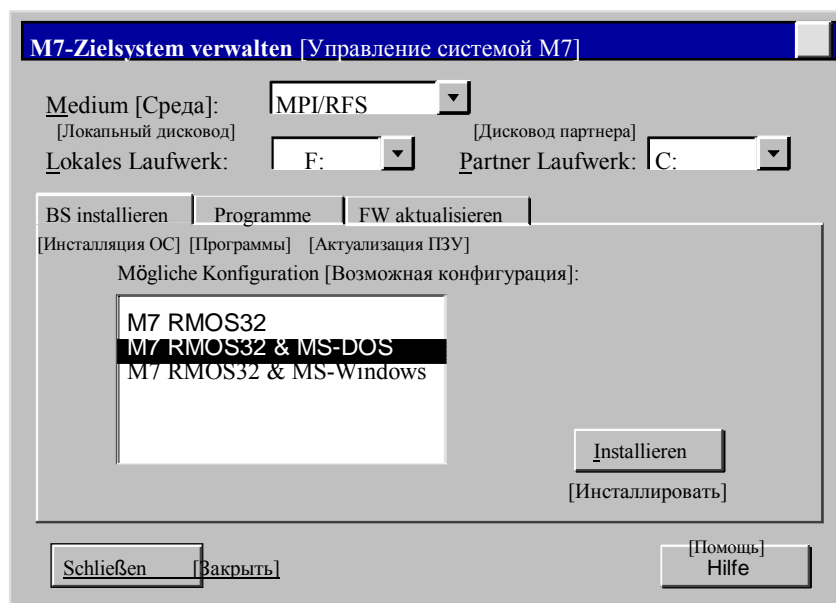 M7-Zielsystem verwalten [Управление системой M7]
Medium [Среда]: MPI/RFS
[Локапьный дисковод] [Дисковод партнера]
Lokales Laufwerk: F: Partner Laufwerk: C:
BS installieren Programme FW aktualisieren
[Инсталляция ОС] [Программы] [Актуализация ПЗУ]
Mögliche Konfiguration [Возможная конфигурация]:
M7 RMOS32
M7 RMOS32 & MS-DOS
M7 RMOS32 & MS-Windows
Installieren
[Инсталлировать]
[Помощь]
Schließen [Закрыть] Hilfe